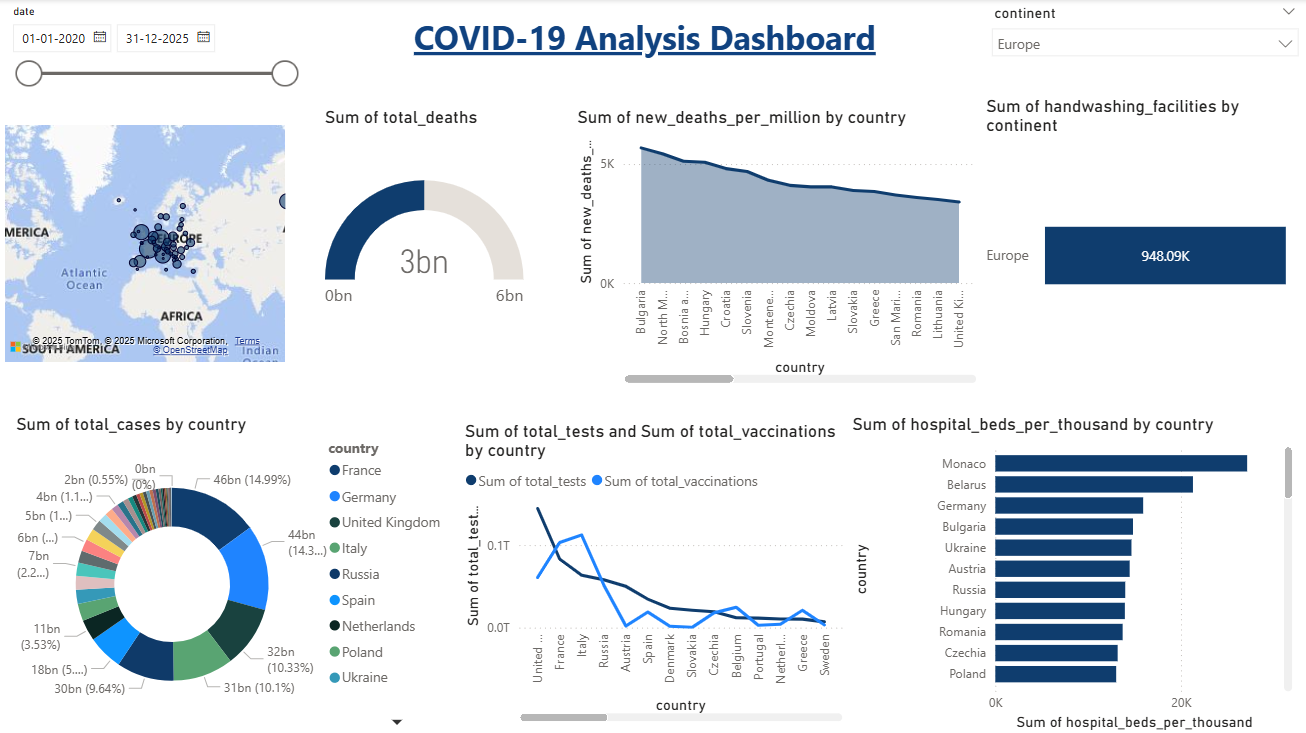 date
01-01-2020
31-12-2025
COVID-19 Analysis Dashboard
continent
Europe
MERICA
EUROPE
Atlantic
Ocean
AFRICA
© 2025 TomTom, © 2025 Microsoft Corporation, Terms
© OpenStreetMap
SOUTH AMERICA
Indian
Ocean
Sum of total_deaths
3bn
0bn
6bn
Sum of new_deaths_per_million by country
Sum of new_deaths_...
5K
0K
Bulgaria
North M...
Bosnia a...
Hungary
Croatia
Slovenia
Montene...
Czechia
Moldova
Latvia
Slovakia
Greece
San Mari...
Romania
Lithuania
United Ki...
country
Sum of handwashing_facilities by
continent
Europe
948.09K
Sum of total_cases by country
0bn
(0%)
2bn (0.55%)
4bn (1.1...)
5bn (1...)
6bn (...)
7bn
(2.2...)
11bn
(3.53%)
18bn (5....)
30bn (9.64%)
31bn (10.1%)
32bn
(10.33%)
44bn
(14.3...)
46bn (14.99%)
country
France
Germany
United Kingdom
Italy
Russia
Spain
Netherlands
Poland
Ukraine
Sum of total_tests and Sum of total_vaccinations
by country
Sum of total_tests
Sum of total_vaccinations
Sum of total_test...
0.1T
0.0T
United ...
France
Italy
Russia
Austria
Spain
Denmark
Slovakia
Czechia
Belgium
Portugal
Netherl...
Greece
Sweden
country
Sum of hospital_beds_per_thousand by country
country
Monaco
Belarus
Germany
Bulgaria
Ukraine
Austria
Russia
Hungary
Romania
Czechia
Poland
0K
20K
Sum of hospital_beds_per_thousand